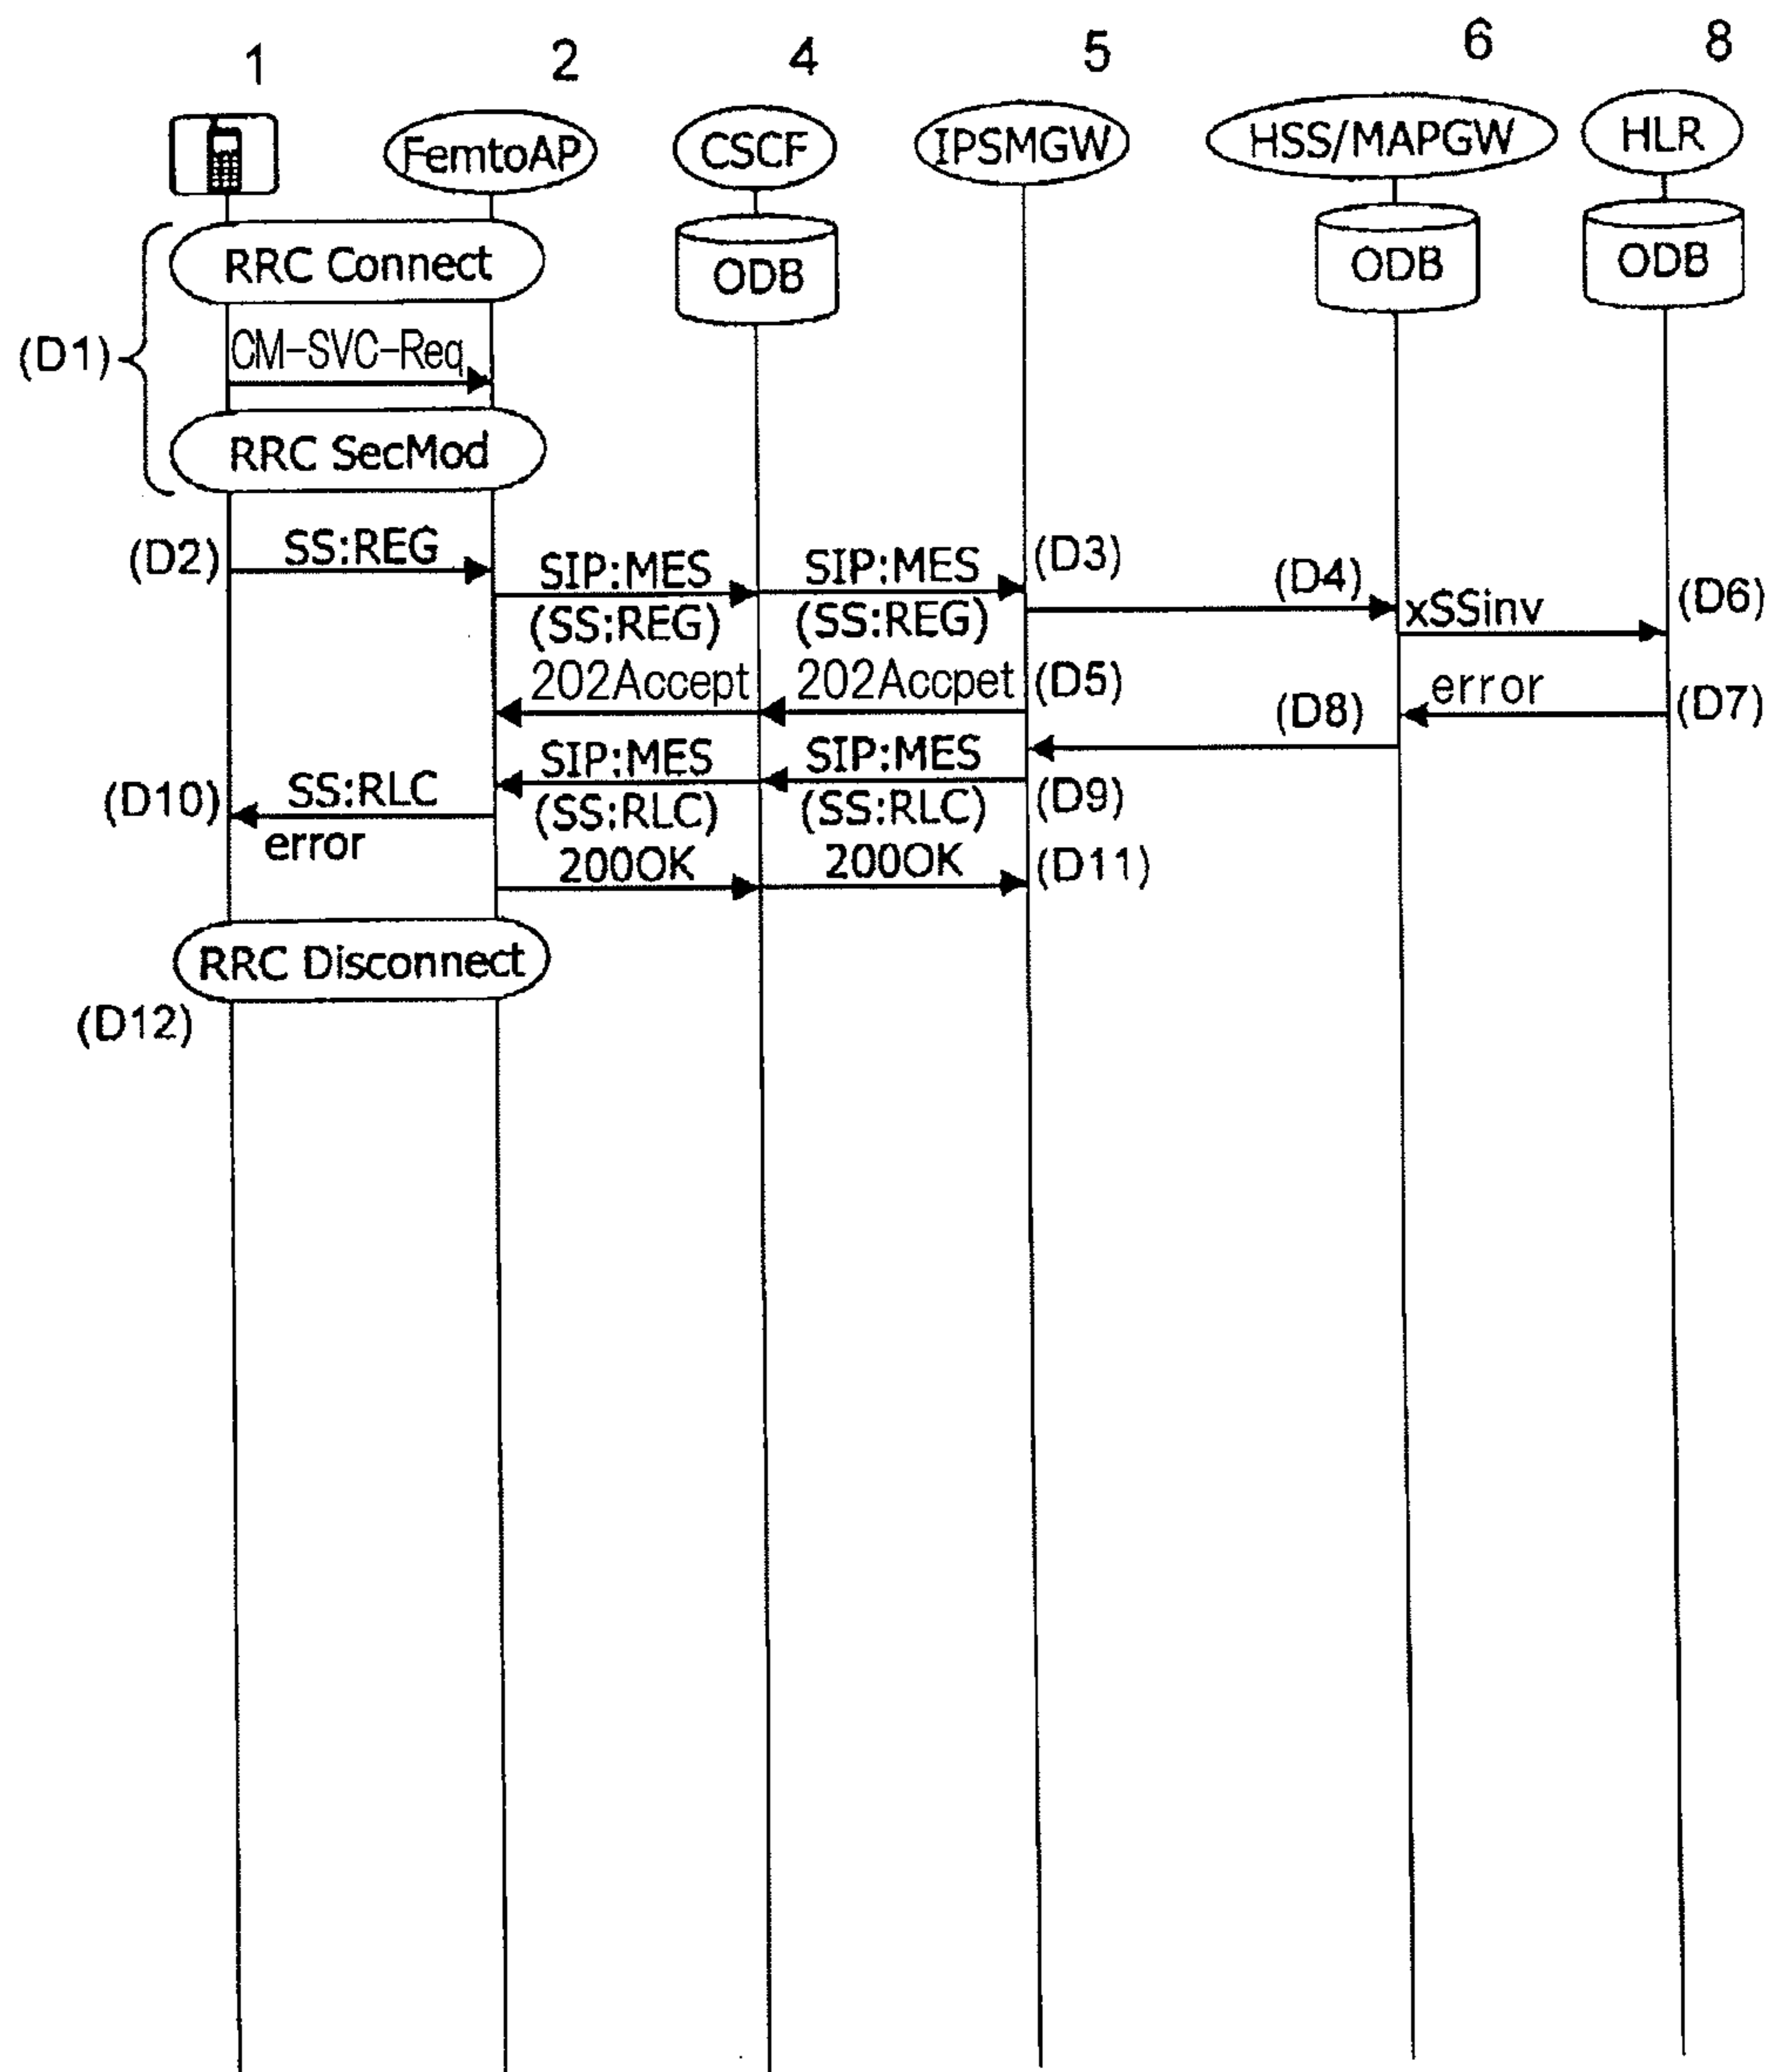 1 2 4 5 6 8
FemtoAP CSCF IPSMGW HSS/MAPGW HLR
ODB ODB ODB
RRC Connect
(D1) CM-SVC-Req
RRC SecMod
(D2) SS:REG SIP:MES SIP:MES (D3) (D4) xSSinv (D6)
(SS:REG) (SS:REG)
202Accept 202Accpet (D5) (D8) error (D7)
SIP:MES SIP:MES
(D10) SS:RLC (SS:RLC) (SS:RLC) (D9)
error 200OK 200OK (D11)
RRC Disconnect
(D12)